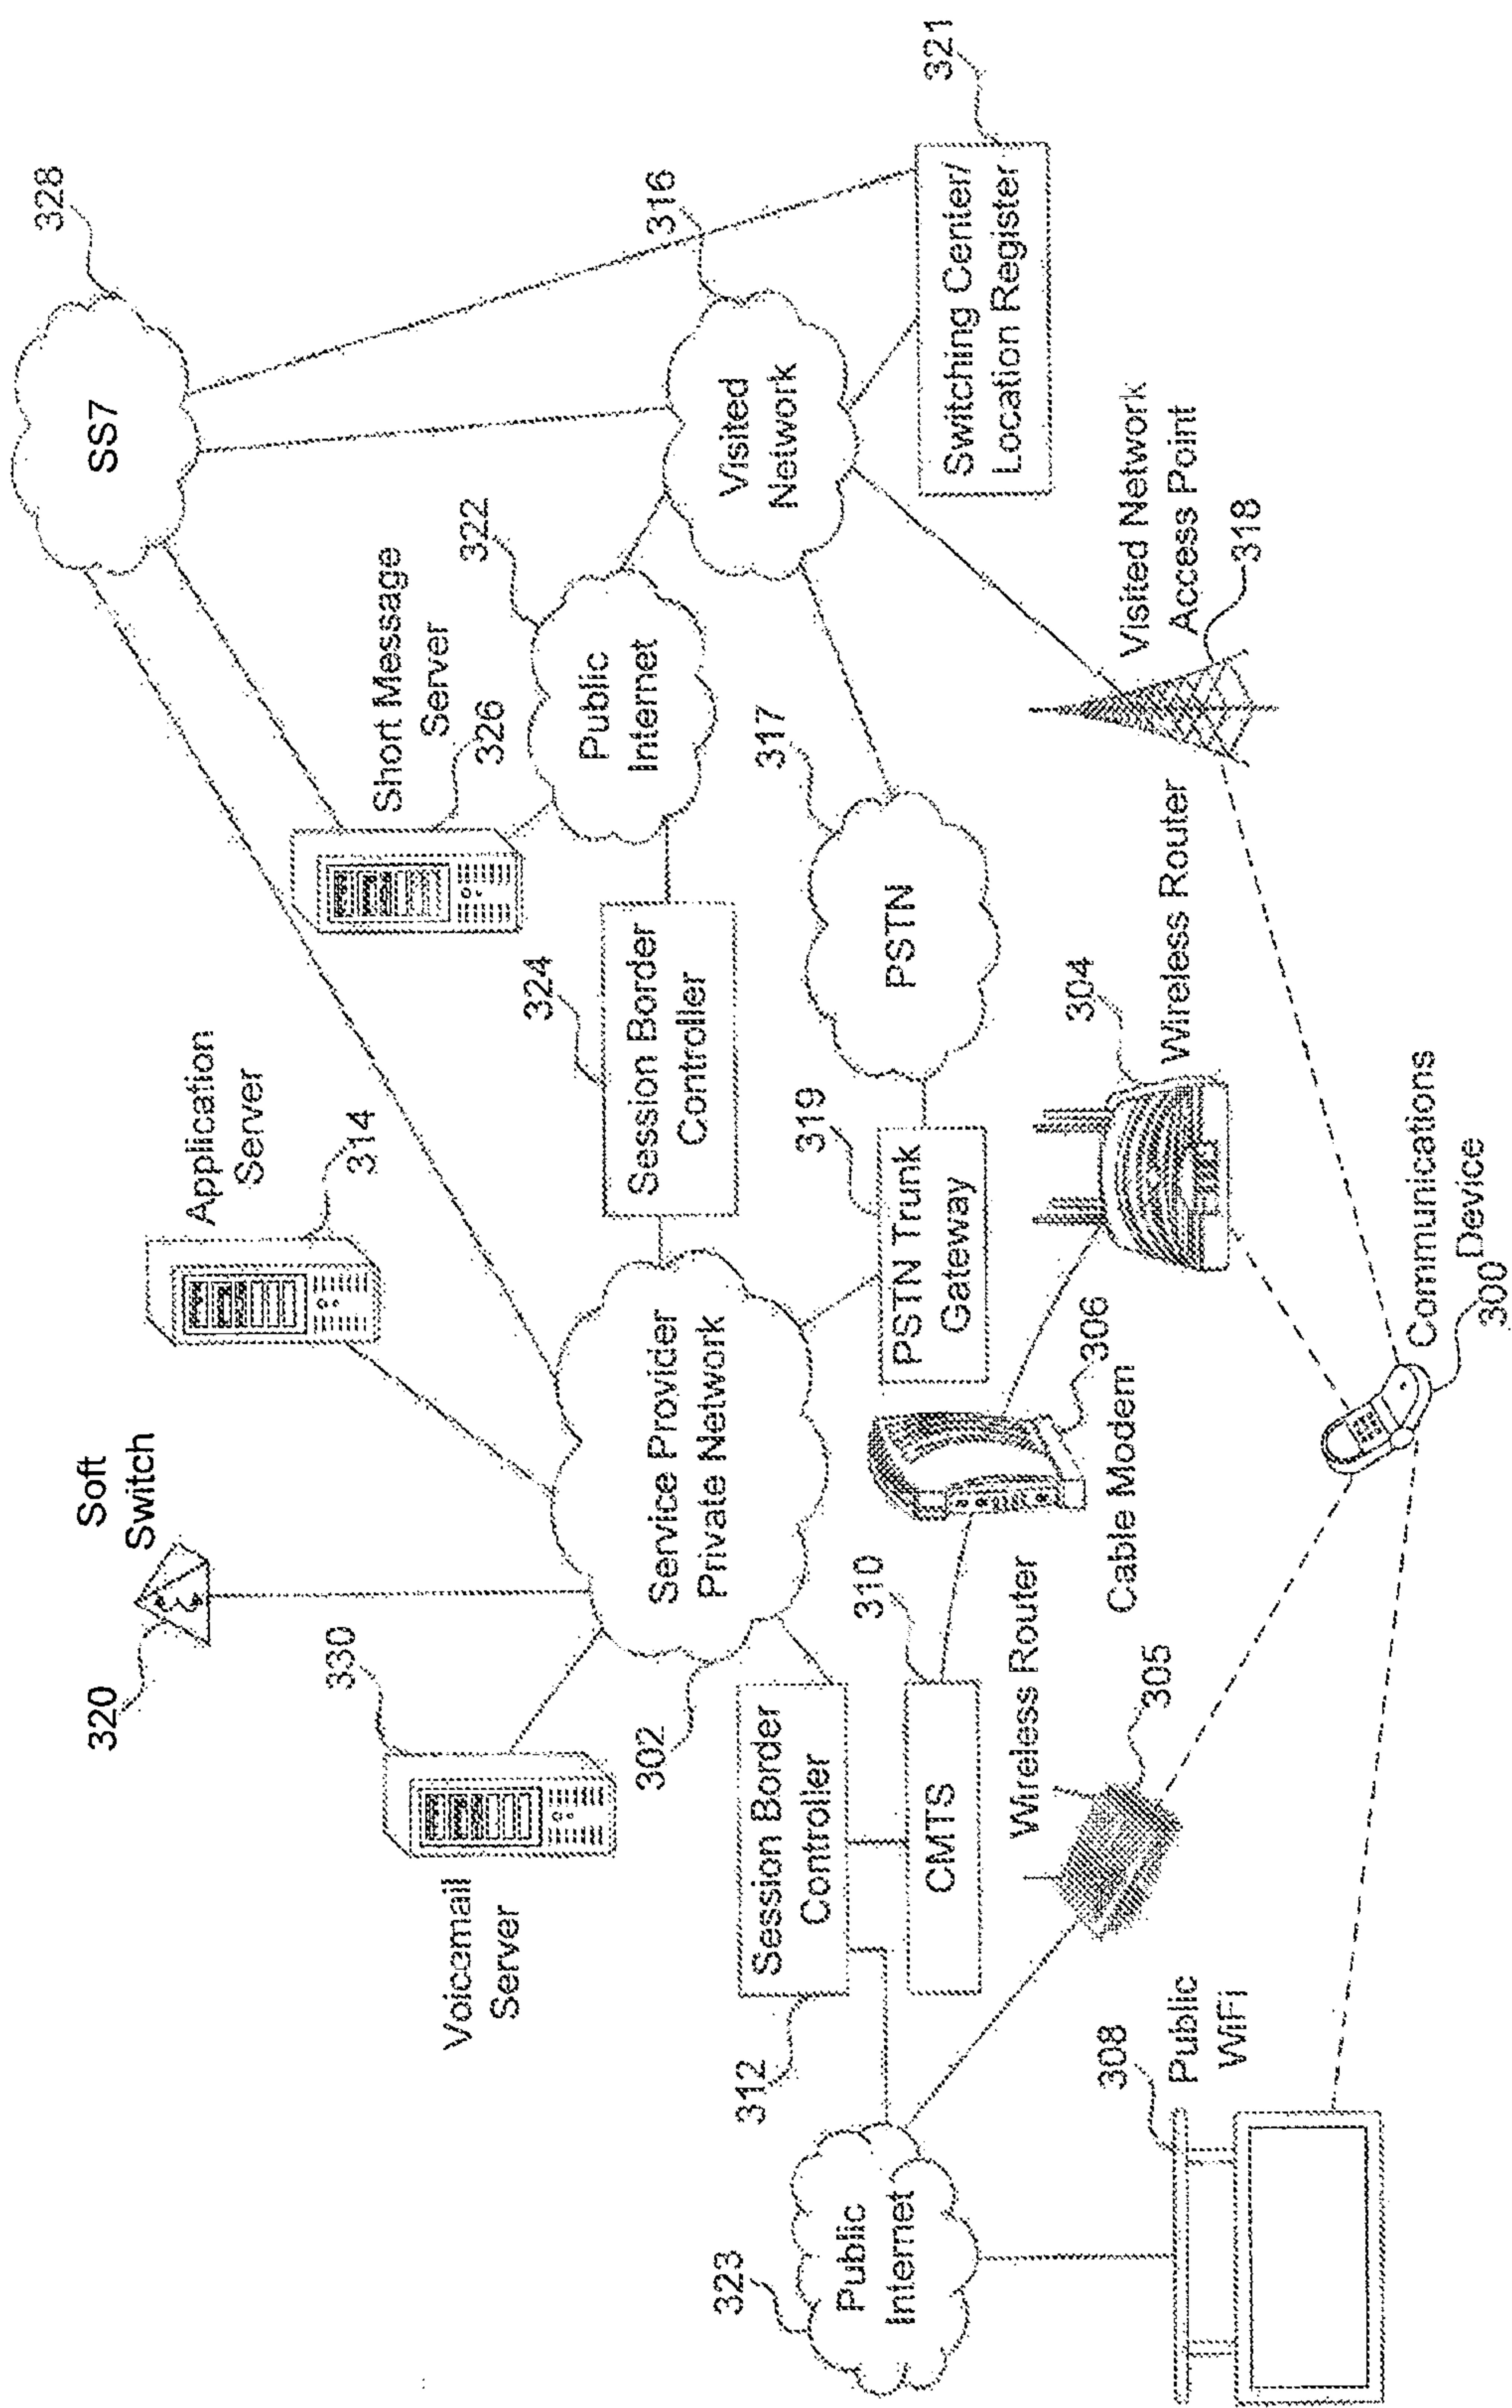 Soft
Switch
320
Application
Server
314
SS7
328
Voicemail
Server
330
Short Message
Server
326
302
Service Provider
Private Network
324
Session Border
Controller
322
Public
Internet
316
Visited
Network
312
Session Border
Controller
310
CMTS
319
PSTN Trunk
Gateway
317
PSTN
321
Switching Center/
Location Register
323
Public
Internet
Wireless Router
305
306
Cable Modem
304
Wireless Router
Visited Network
Access Point
318
308
Public
WiFi
Communications
Device
300